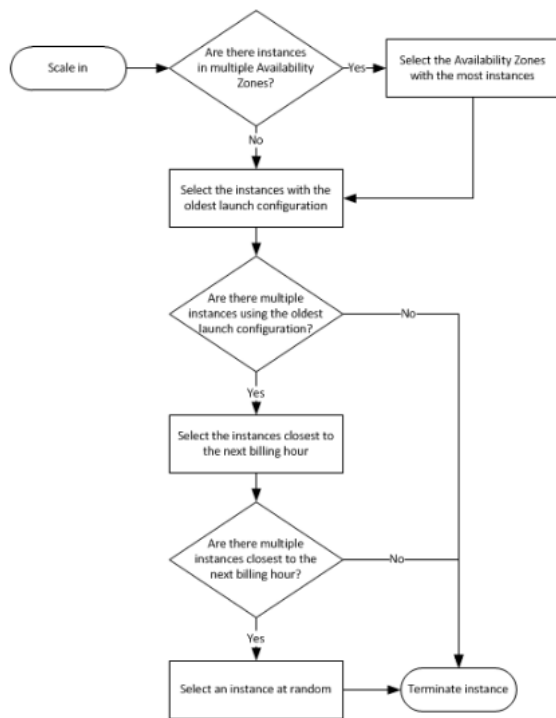 Scale in
Are there instances
in multiple Availability
Zones?
Yes
Select the Availability Zones
with the most instances
No
Select the instances with the
oldest launch configuration
Are there multiple
instances using the oldest
launch configuration?
No
Yes
Select the instances closest to
the next billing hour
Are there multiple
instances closest to the
next billing hour?
No
Yes
Select an instance at random
Terminate instance